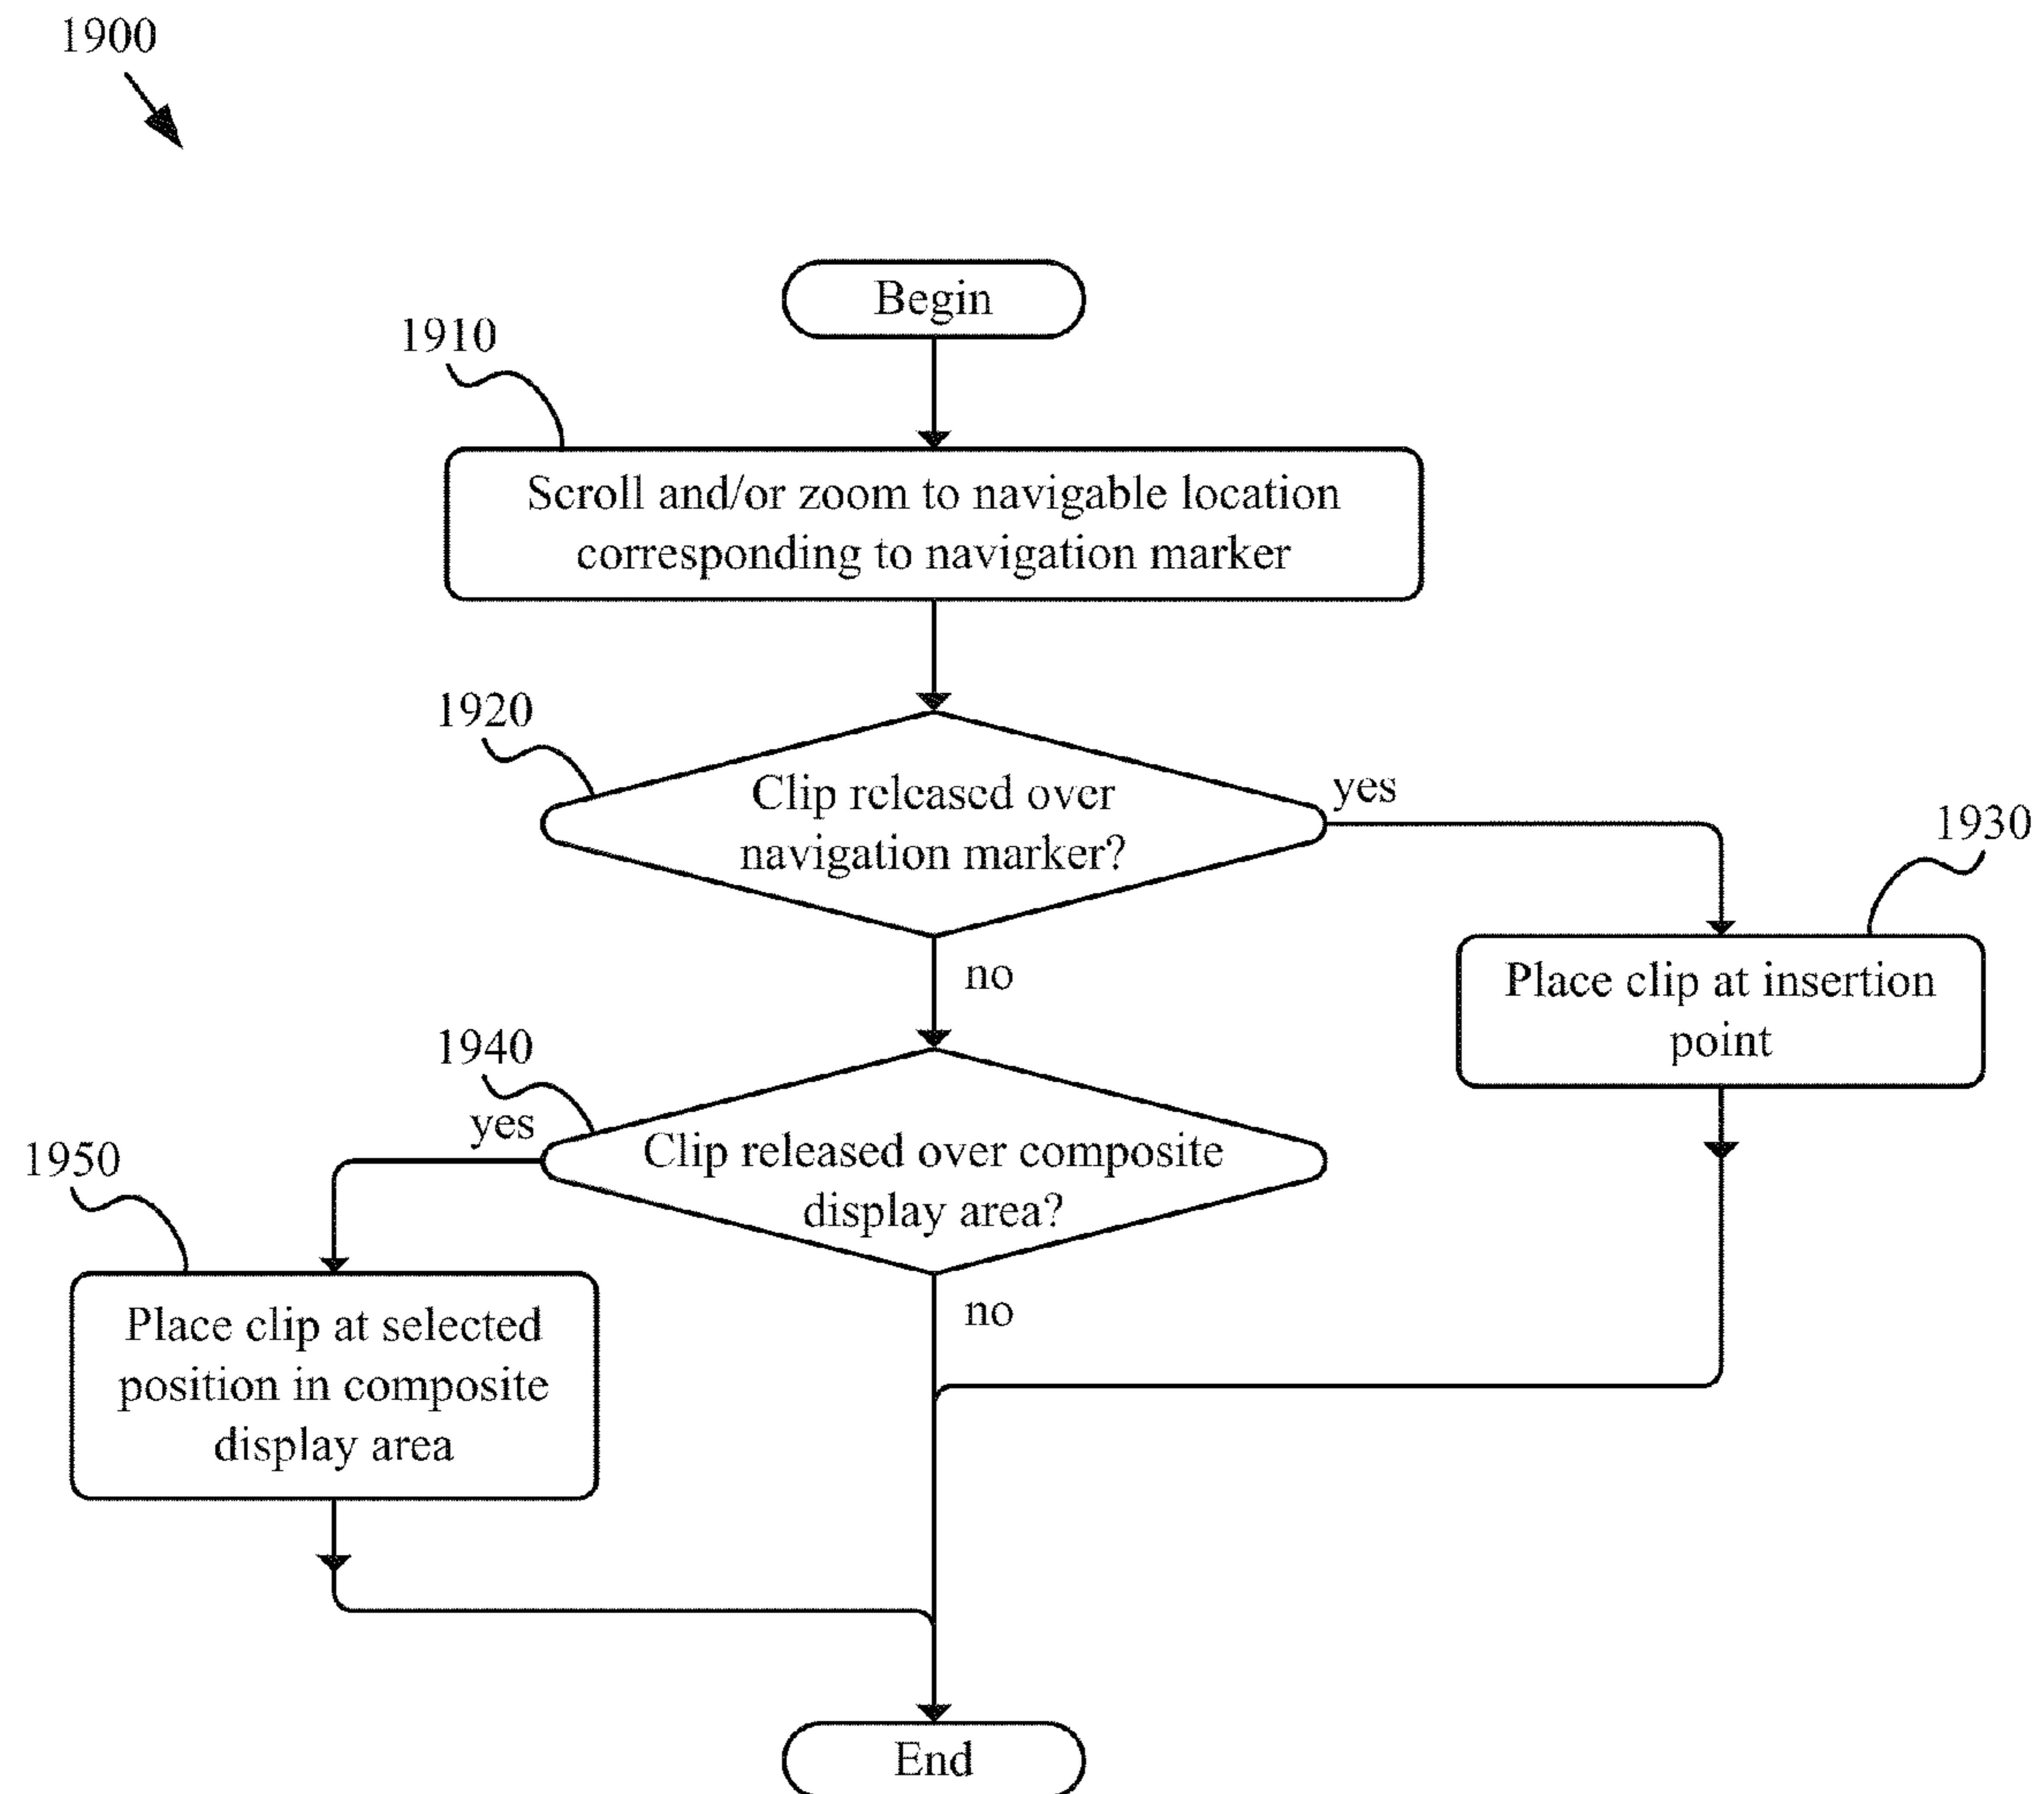 1900
Begin
1910
Scroll and/or zoom to navigable location
corresponding to navigation marker
1920
Clip released over
navigation marker?
yes
1930
no
Place clip at insertion
point
1940
yes
Clip released over composite
display area?
1950
no
Place clip at selected
position in composite
display area
End